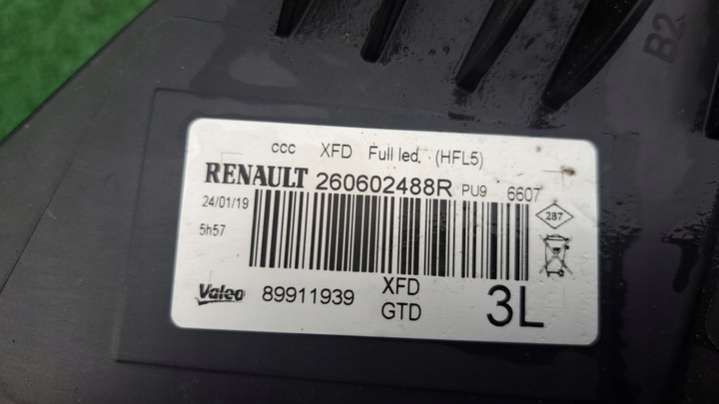 B2
ccc XFD Full led. (HFL5)
RENAULT 260602488R PU9 6607
24/01/19
287
5h57
Valeo 89911939 XFD
GTD 3L